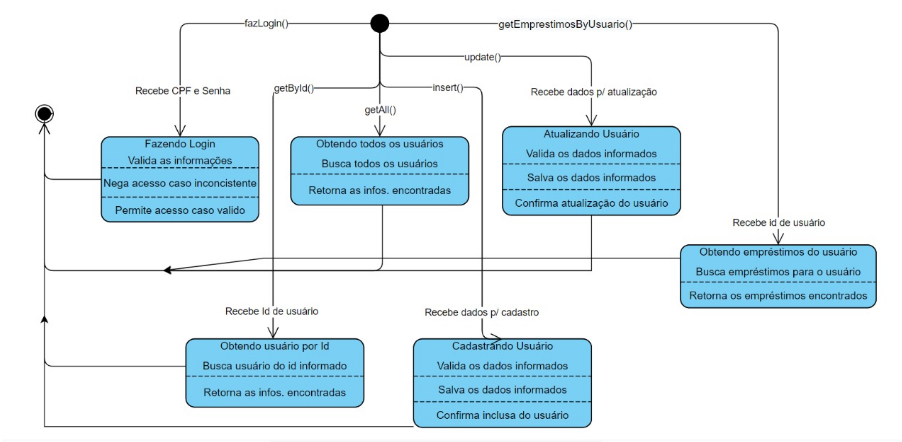 fazLogin()
getEmprestimosByUsuario()
update()
Recebe CPF e Senha
getById()
insert()
Recebe dados p/ atualização
getAll()
Fazendo Login
Valida as informações
Nega acesso caso inconsistente
Permite acesso caso valido
Obtendo todos os usuários
Busca todos os usuários
Retorna as infos. encontradas
Atualizando Usuário
Valida os dados informados
Salva os dados informados
Confirma atualização do usuário
Recebe id de usuário
Obtendo empréstimos do usuário
Busca empréstimos para o usuário
Retorna os empréstimos encontrados
Recebe Id de usuário
Recebe dados p/ cadastro
Obtendo usuário por Id
Busca usuário do id informado
Retorna as infos. encontradas
Cadastrando Usuário
Valida os dados informados
Salva os dados informados
Confirma inclusa do usuário